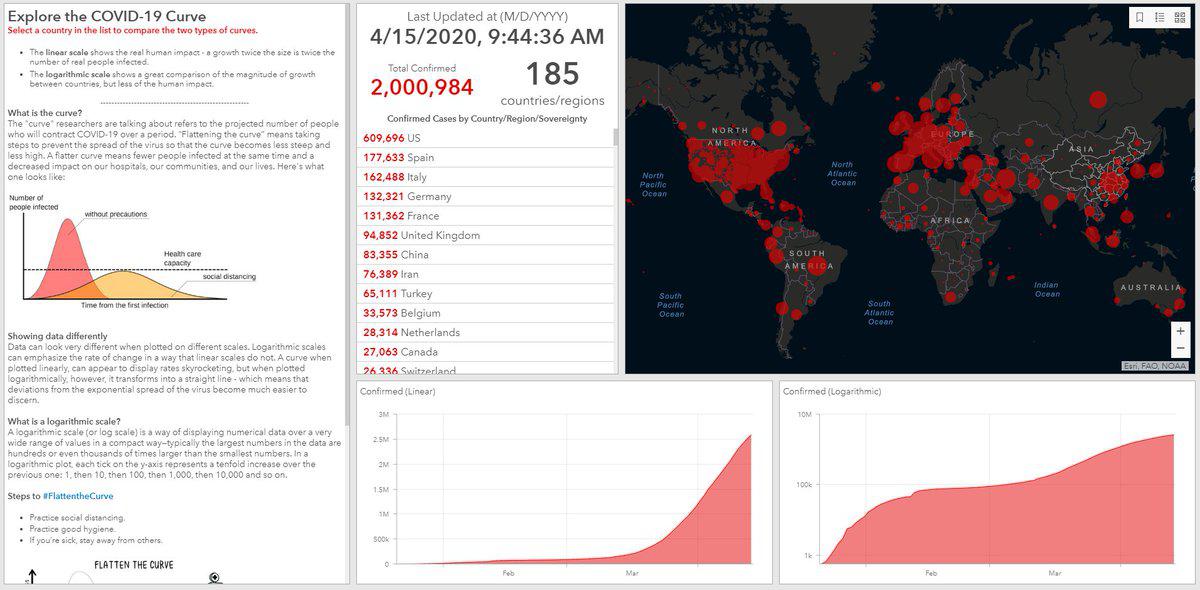 Explore the COVID-19 Curve
Select a country in the list to compare the two types of curves.
• The linear scale shows the real human impact - a growth twice the size is twice the
number of real people infected.
• The logarithmic scale shows a great comparison of the magnitude of growth
between countries, but less of the human impact.
--------------------------------------------------
What is the curve?
The "curve" researchers are talking about refers to the projected number of people
who will contract COVID-19 over a period. "Flattening the curve" means taking
steps to prevent the spread of the virus so that the curve becomes less steep and
less high. A flatter curve means fewer people infected at the same time and a
decreased impact on our hospitals, our communities, and our lives. Here's what
one looks like:
Number of
people infected
without precautions
Health care
capacity
social distancing
Time from the first infection
Showing data differently
Data can look very different when plotted on different scales. Logarithmic scales
can emphasize the rate of change in a way that linear scales do not. A curve when
plotted linearly, can appear to display rates skyrocketing, but when plotted
logarithmically, however, it transforms into a straight line - which means that
deviations from the exponential spread of the virus become much easier to
discern.
What is a logarithmic scale?
A logarithmic scale (or log scale) is a way of displaying numerical data over a very
wide range of values in a compact way—typically the largest numbers in the data are
hundreds or even thousands of times larger than the smallest numbers. In a
logarithmic plot, each tick on the y-axis represents a tenfold increase over the
previous one: 1, then 10, then 100, then 1,000, then 10,000 and so on.
Steps to #FlattentheCurve
• Practice social distancing.
• Practice good hygiene.
• If you're sick, stay away from others.
FLATTEN THE CURVE
Last Updated at (M/D/YYYY)
4/15/2020, 9:44:36 AM
Total Confirmed
2,000,984
185
countries/regions
Confirmed Cases by Country/Region/Sovereignty
609,696 US
177,633 Spain
162,488 Italy
132,321 Germany
131,362 France
94,852 United Kingdom
83,355 China
76,389 Iran
65,111 Turkey
33,573 Belgium
28,314 Netherlands
27,063 Canada
26,336 Switzerland
NORTH
AMERICA
EUROPE
ASIA
North
Pacific
Ocean
North
Atlantic
Ocean
AFRICA
SOUTH
AMERICA
South
Pacific
Ocean
South
Atlantic
Ocean
Indian
Ocean
AUSTRALIA
+
−
Esri, FAO, NOAA
Confirmed (Linear)
3M
2.5M
2M
1.5M
1M
500k
0
Feb
Mar
Confirmed (Logarithmic)
10M
100k
1k
Feb
Mar